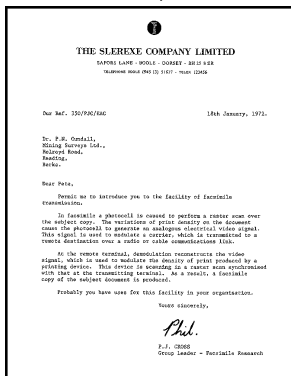 THE SLEREXE COMPANY LIMITED
SAPORS LANE - BOOLE - DORSET - BH 25 8 ER
TELEPHONE BOOLE (945 13) 51617 - TELEX 123456
Our Ref. 350/PJC/EAC
18th January, 1972.
Dr. P.N. Cundall,
Mining Surveys Ltd.,
Holroyd Road,
Reading,
Berks.
Dear Pete,
Permit me to introduce you to the facility of facsimile
transmission.
In facsimile a photocell is caused to perform a raster scan over
the subject copy. The variations of print density on the document
cause the photocell to generate an analogous electrical video signal.
This signal is used to modulate a carrier, which is transmitted to a
remote destination over a radio or cable communications link.
At the remote terminal, demodulation reconstructs the video
signal, which is used to modulate the density of print produced by a
printing device. This device is scanning in a raster scan synchronised
with that at the transmitting terminal. As a result, a facsimile
copy of the subject document is produced.
Probably you have uses for this facility in your organisation.
Yours sincerely,
Phil.
P.J. CROSS
Group Leader - Facsimile Research